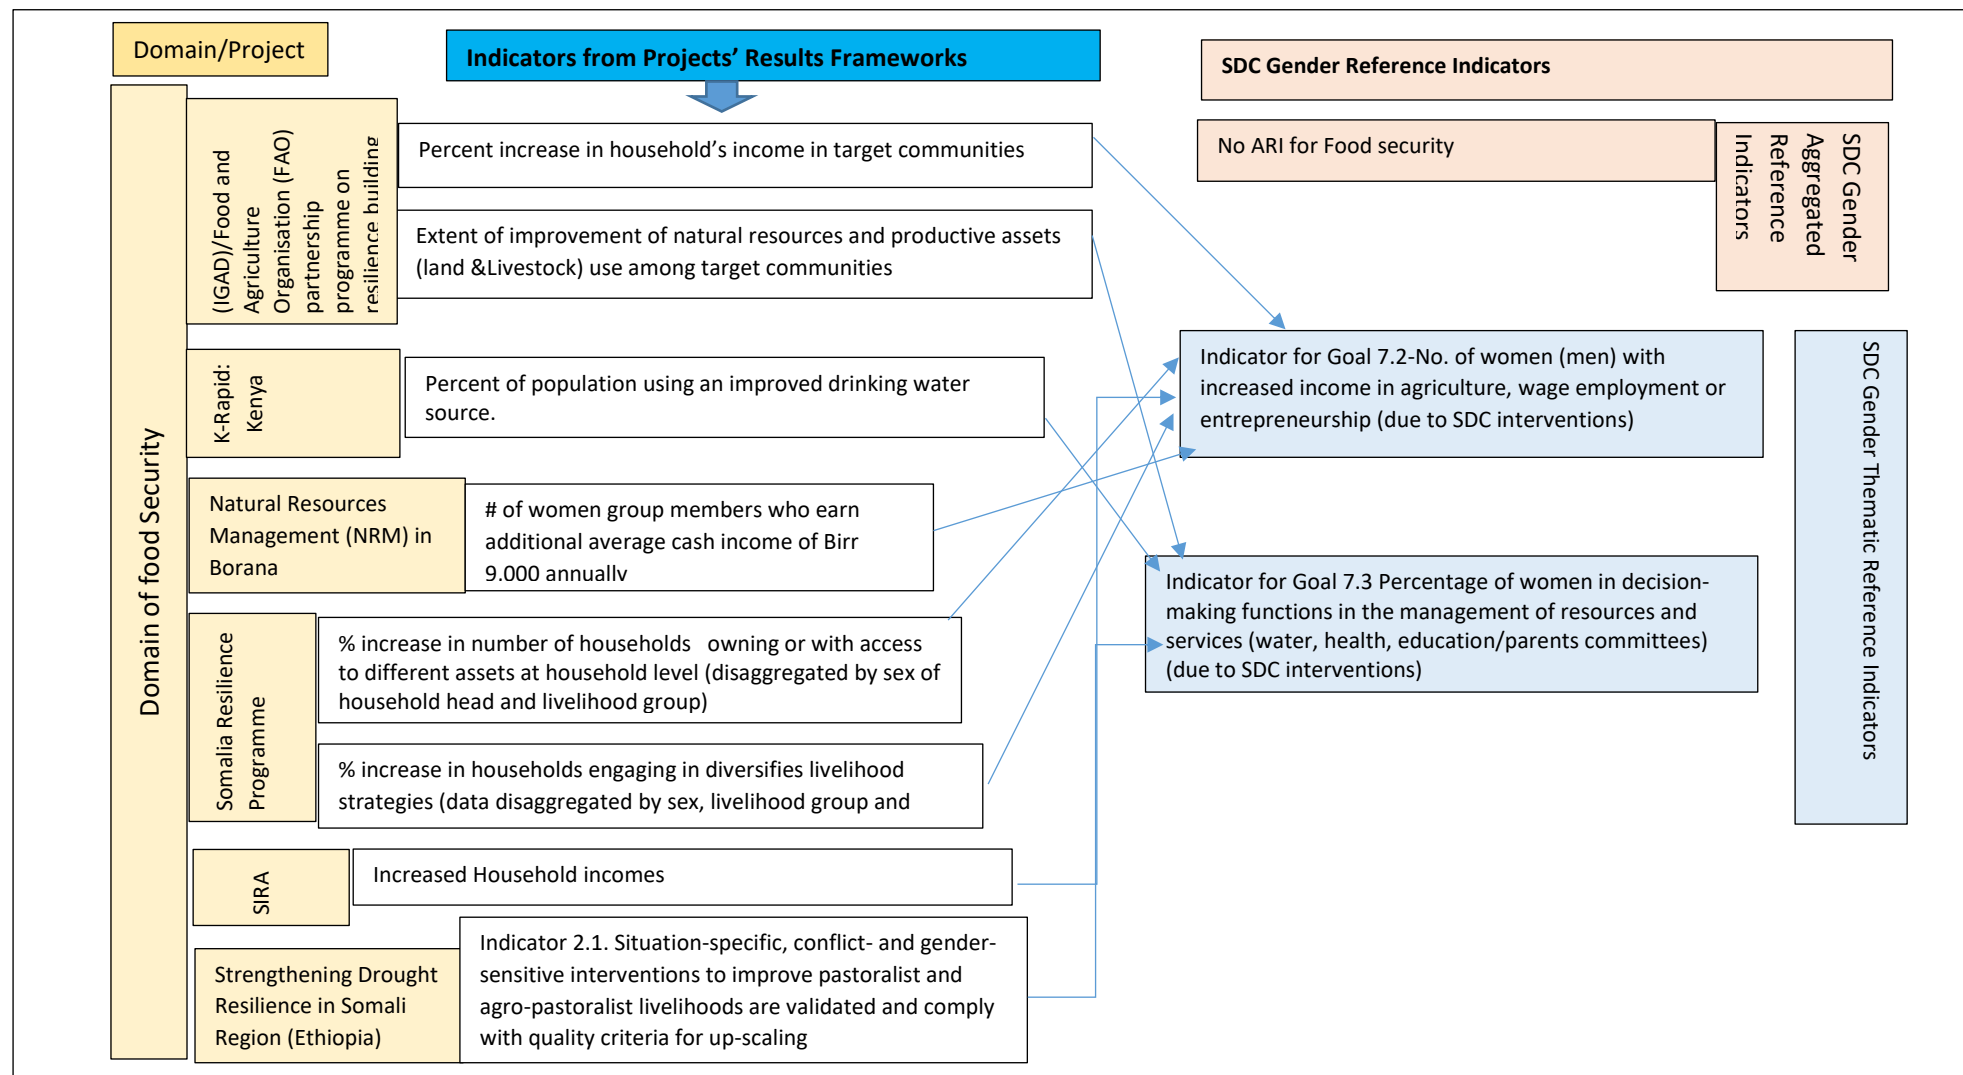 Domain/Project
Indicators from Projects’ Results Frameworks
SDC Gender Reference Indicators
Domain of food Security
(IGAD)/Food and
Agriculture
Organisation (FAO)
partnership
programme on
resilience building
Percent increase in household’s income in target communities
Extent of improvement of natural resources and productive assets
(land &Livestock) use among target communities
No ARI for Food security
SDC Gender
Aggregated
Reference
Indicators
K-Rapid:
Kenya
Percent of population using an improved drinking water
source.
Natural Resources
Management (NRM) in
Borana
# of women group members who earn
additional average cash income of Birr
9.000 annually
Somalia Resilience
Programme
% increase in number of households owning or with access
to different assets at household level (disaggregated by sex of
household head and livelihood group)
% increase in households engaging in diversifies livelihood
strategies (data disaggregated by sex, livelihood group and
SIRA
Increased Household incomes
Strengthening Drought
Resilience in Somali
Region (Ethiopia)
Indicator 2.1. Situation-specific, conflict- and gender-
sensitive interventions to improve pastoralist and
agro-pastoralist livelihoods are validated and comply
with quality criteria for up-scaling
Indicator for Goal 7.2-No. of women (men) with
increased income in agriculture, wage employment or
entrepreneurship (due to SDC interventions)
Indicator for Goal 7.3 Percentage of women in decision-
making functions in the management of resources and
services (water, health, education/parents committees)
(due to SDC interventions)
SDC Gender Thematic Reference Indicators